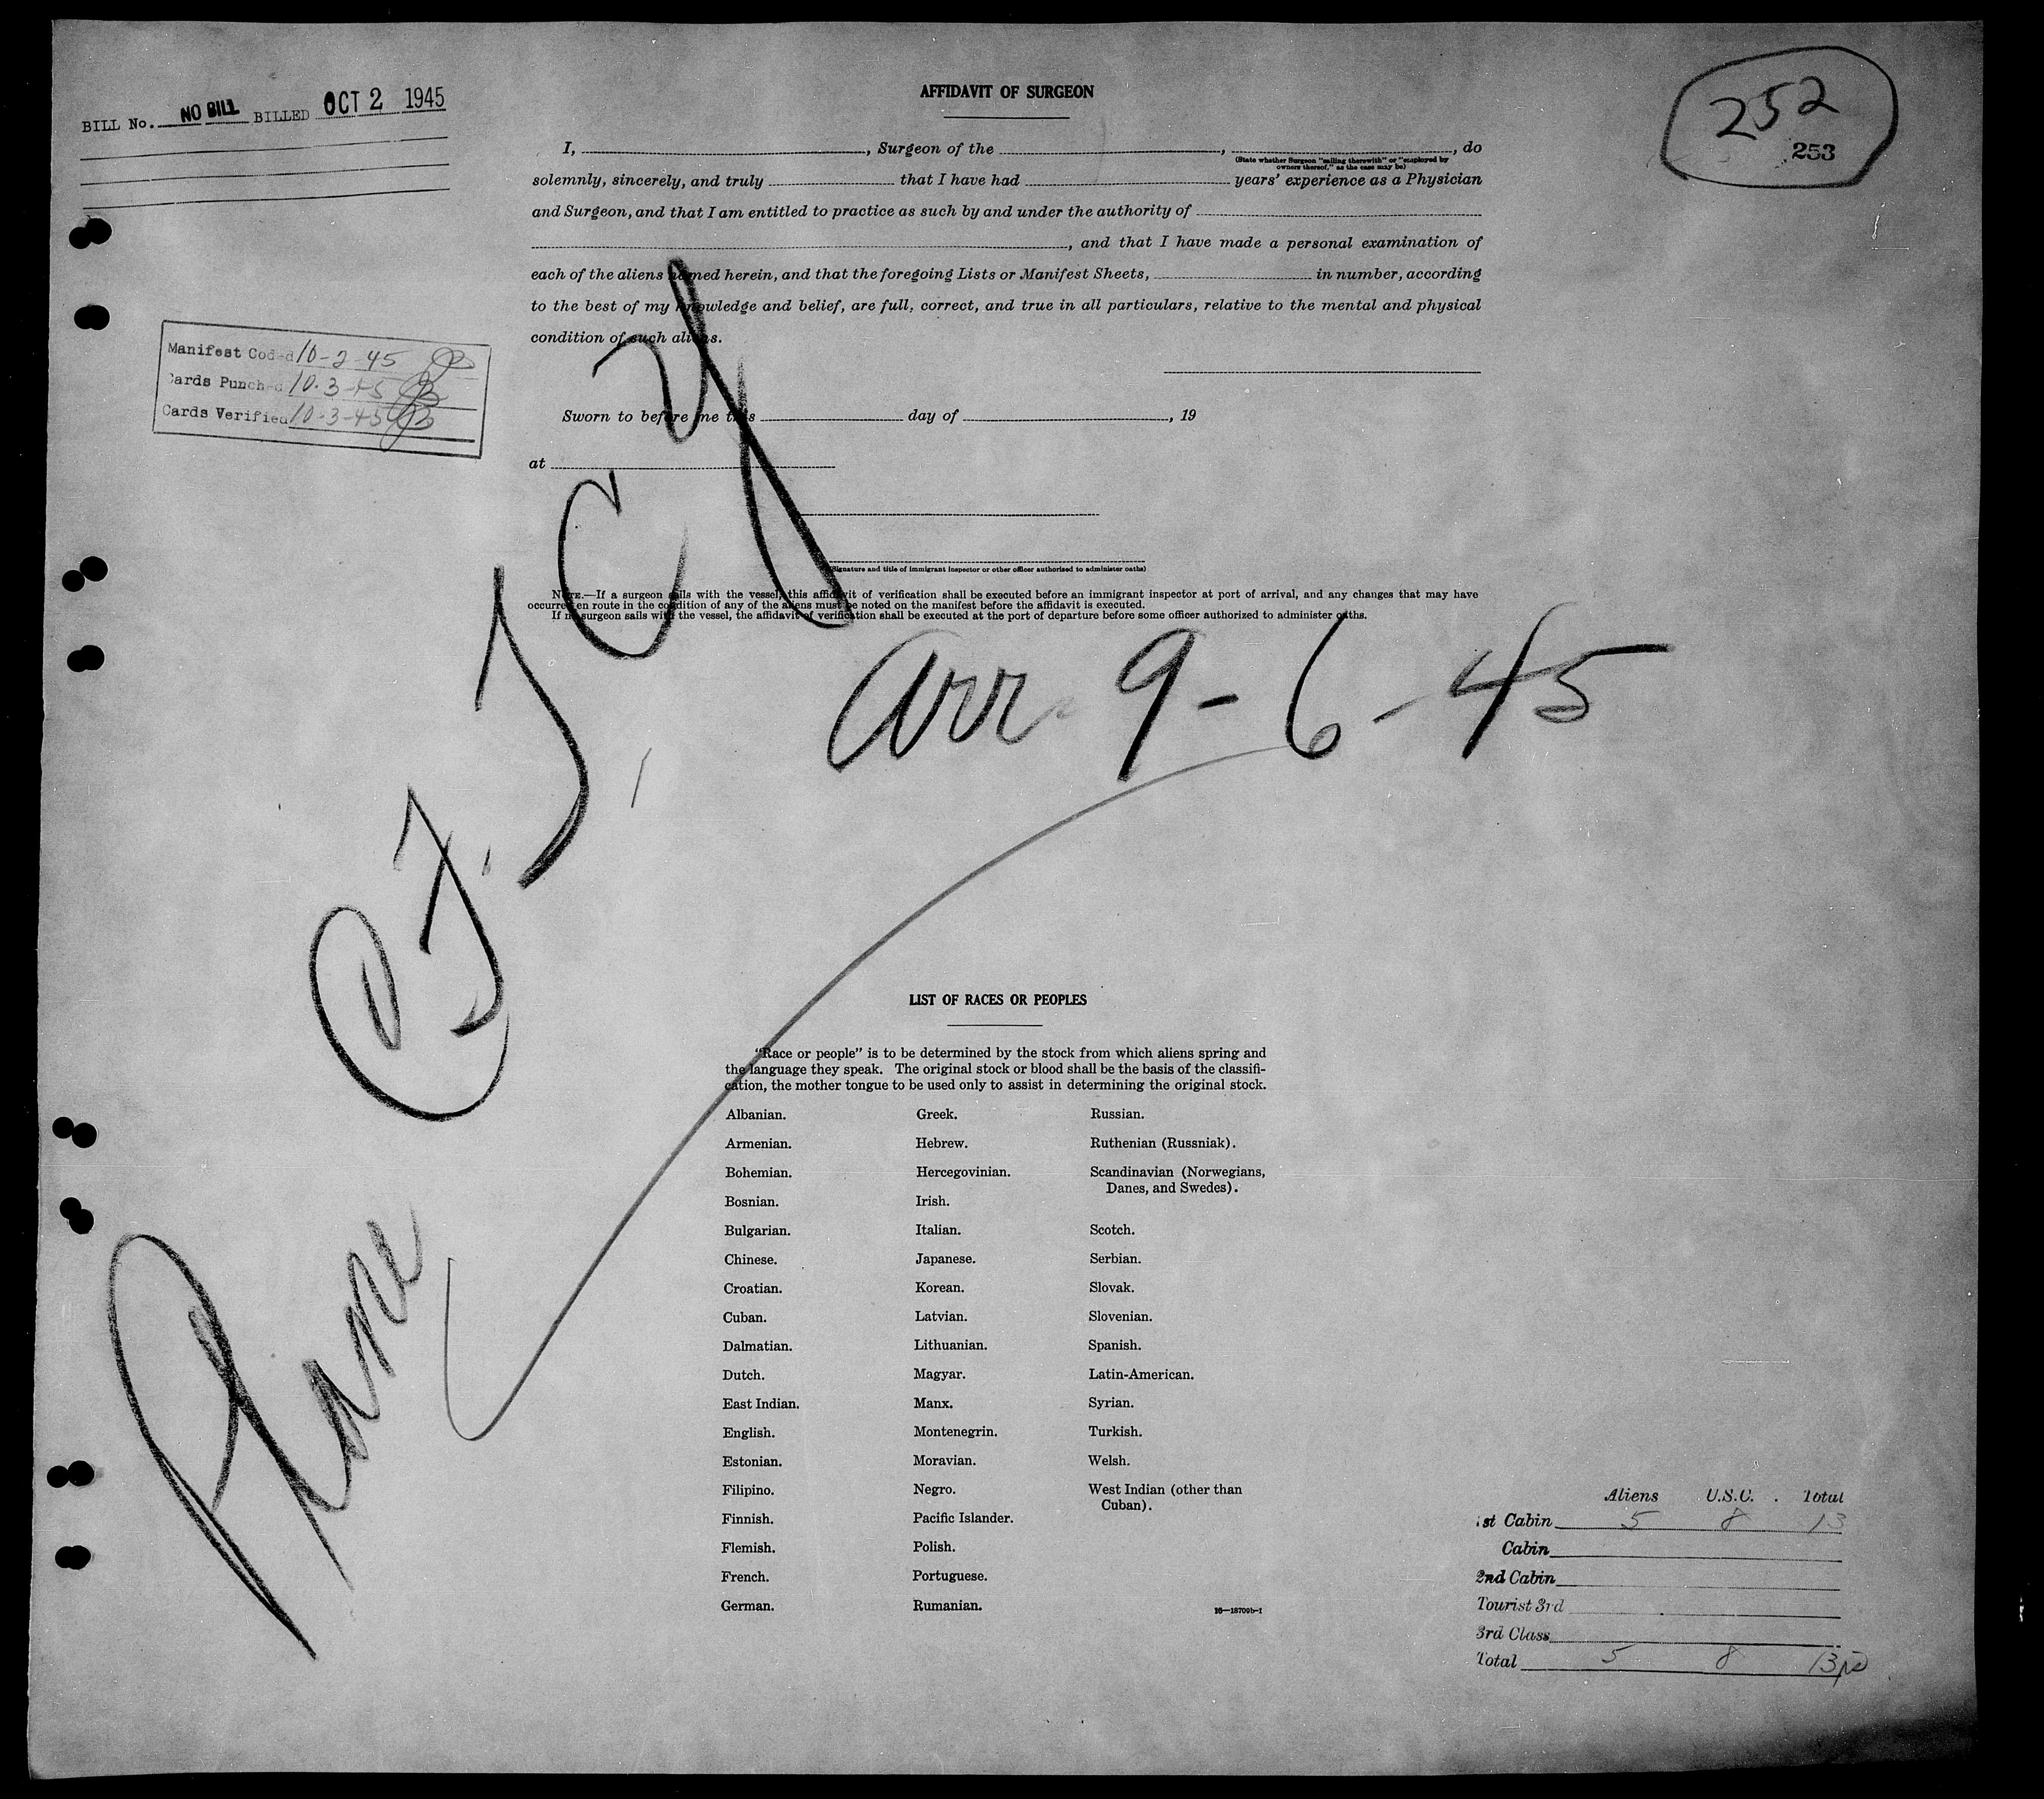 BILL No. NO BILL BILLED OCT 2 1945
AFFIDAVIT OF SURGEON
252
253
I, , Surgeon of the , , do
(State whether Surgeon "sailing therewith" or "employed by
owners thereof," as the case may be)
solemnly, sincerely, and truly that I have had years' experience as a Physician
and Surgeon, and that I am entitled to practice as such by and under the authority of
, and that I have made a personal examination of
each of the aliens named herein, and that the foregoing Lists or Manifest Sheets, in number, according
to the best of my knowledge and belief, are full, correct, and true in all particulars, relative to the mental and physical
condition of such aliens.
Manifest Coded 10-2-45
Cards Punched 10-3-45
Cards Verified 10-3-45
Sworn to before me this day of , 19
at
(Signature and title of immigrant inspector or other officer authorized to administer oaths)
NOTE.—If a surgeon sails with the vessel, this affidavit of verification shall be executed before an immigrant inspector at port of arrival, and any changes that may have
occurred en route in the condition of any of the aliens must be noted on the manifest before the affidavit is executed.
If no surgeon sails with the vessel, the affidavit of verification shall be executed at the port of departure before some officer authorized to administer oaths.
Plane
Arr 9-6-45
LIST OF RACES OR PEOPLES
"Race or people" is to be determined by the stock from which aliens spring and
the language they speak. The original stock or blood shall be the basis of the classifi-
cation, the mother tongue to be used only to assist in determining the original stock.
Albanian.
Armenian.
Bohemian.
Bosnian.
Bulgarian.
Chinese.
Croatian.
Cuban.
Dalmatian.
Dutch.
East Indian.
English.
Estonian.
Filipino.
Finnish.
Flemish.
French.
German.
Greek.
Hebrew.
Hercegovinian.
Irish.
Italian.
Japanese.
Korean.
Latvian.
Lithuanian.
Magyar.
Manx.
Montenegrin.
Moravian.
Negro.
Pacific Islander.
Polish.
Portuguese.
Rumanian.
Russian.
Ruthenian (Russniak).
Scandinavian (Norwegians,
Danes, and Swedes).
Scotch.
Serbian.
Slovak.
Slovenian.
Spanish.
Latin-American.
Syrian.
Turkish.
Welsh.
West Indian (other than
Cuban).
16—18709b-1
Aliens U.S.C. Total
1st Cabin 5 8 13
Cabin
2nd Cabin
Tourist 3rd
3rd Class
Total 5 8 13